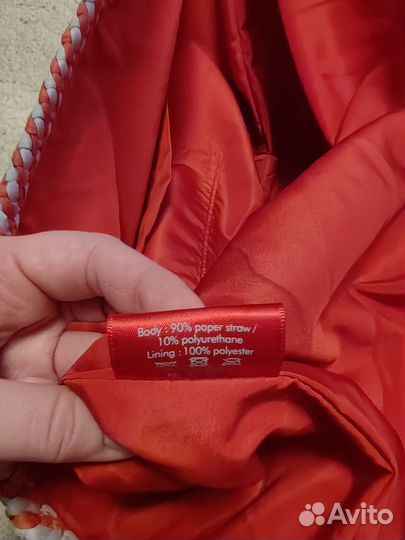 Body : 90% paper straw /
10% polyurethane
Lining : 100% polyester
Avito